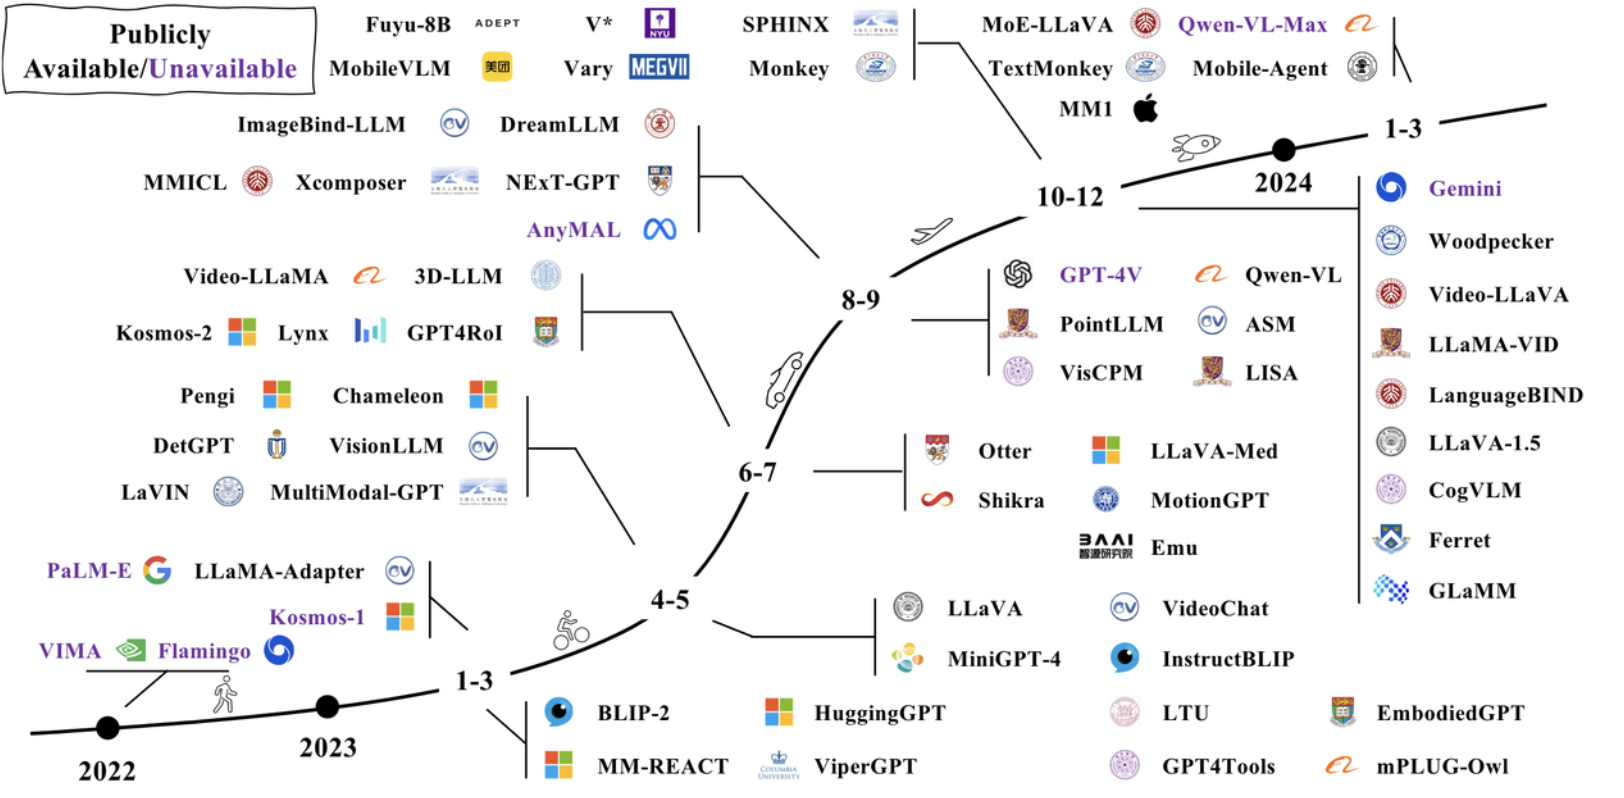 Publicly
Available/Unavailable
Fuyu-8B ADEPT V* NYU SPHINX
MobileVLM 美团 Vary MEGVII Monkey
MoE-LLaVA Qwen-VL-Max
TextMonkey Mobile-Agent
MM1
ImageBind-LLM DreamLLM
MMICL Xcomposer NExT-GPT
AnyMAL
1-3
2024
10-12
Gemini
Woodpecker
Video-LLaVA
LLaMA-VID
LanguageBIND
LLaVA-1.5
CogVLM
Ferret
GLaMM
Video-LLaMA 3D-LLM
Kosmos-2 Lynx GPT4RoI
8-9
GPT-4V Qwen-VL
PointLLM ASM
VisCPM LISA
Pengi Chameleon
DetGPT VisionLLM
LaVIN MultiModal-GPT
6-7
Otter LLaVA-Med
Shikra MotionGPT
BAAI
智源研究院 Emu
PaLM-E LLaMA-Adapter
Kosmos-1
VIMA Flamingo
4-5
LLaVA VideoChat
MiniGPT-4 InstructBLIP
LTU EmbodiedGPT
GPT4Tools mPLUG-Owl
1-3
BLIP-2 HuggingGPT
MM-REACT COLUMBIA
UNIVERSITY ViperGPT
2023
2022